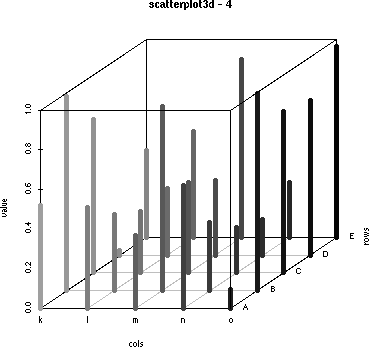 scatterplot3d - 4
1.0
0.8
0.6
0.4
0.2
0.0
value
k l m n o
A
B
C
D
E
rows
cols